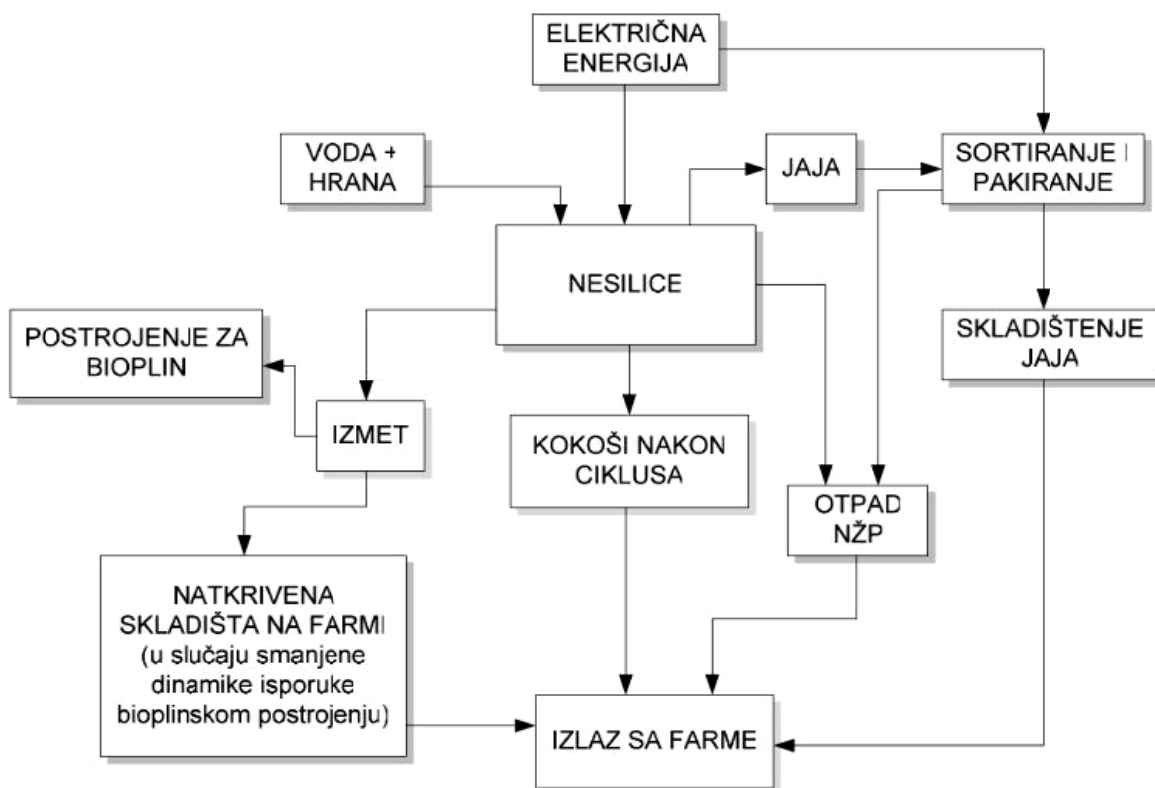 ELEKTRIČNA
ENERGIJA
VODA +
HRANA
JAJA
SORTIRANJE I
PAKIRANJE
NESILICE
POSTROJENJE ZA
BIOPLIN
SKLADIŠTENJE
JAJA
IZMET
KOKOŠI NAKON
CIKLUSA
OTPAD
NŽP
NATKRIVENA
SKLADIŠTA NA FARMI
(u slučaju smanjene
dinamike isporuke
bioplinskom postrojenju)
IZLAZ SA FARME